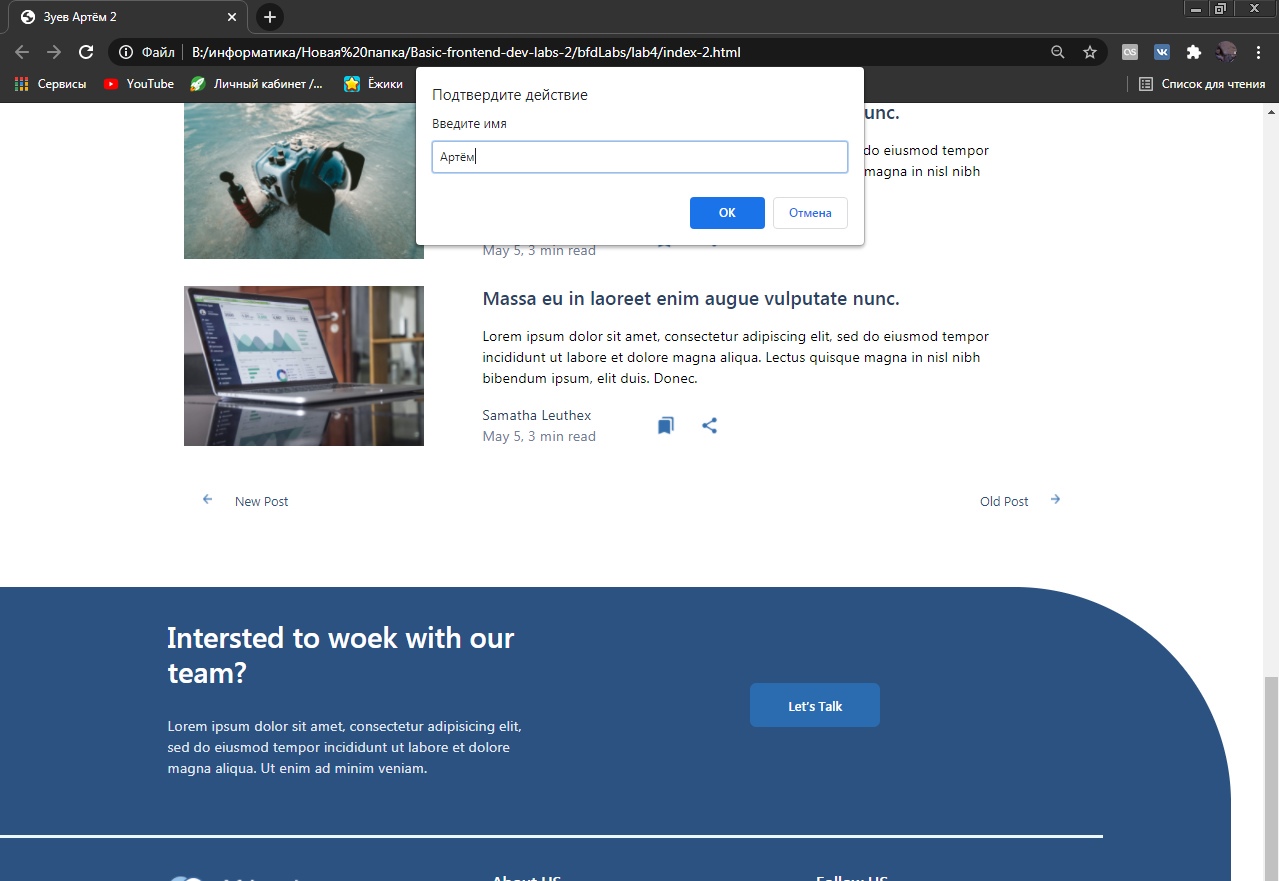 Зуев Артём 2
Файл
B:/информатика/Новая%20папка/Basic-frontend-dev-labs-2/bfdLabs/lab4/index-2.html
Сервисы
YouTube
Личный кабинет /...
Ёжики
Список для чтения
Подтвердите действие
Введите имя
Артём
ОК
Отмена
unc.
do eiusmod tempor
magna in nisl nibh
May 5, 3 min read
Massa eu in laoreet enim augue vulputate nunc.
Lorem ipsum dolor sit amet, consectetur adipiscing elit, sed do eiusmod tempor
incididunt ut labore et dolore magna aliqua. Lectus quisque magna in nisl nibh
bibendum ipsum, elit duis. Donec.
Samatha Leuthex
May 5, 3 min read
New Post
Old Post
Intersted to woek with our
team?
Lorem ipsum dolor sit amet, consectetur adipisicing elit,
sed do eiusmod tempor incididunt ut labore et dolore
magna aliqua. Ut enim ad minim veniam.
Let's Talk
About US
Follow US